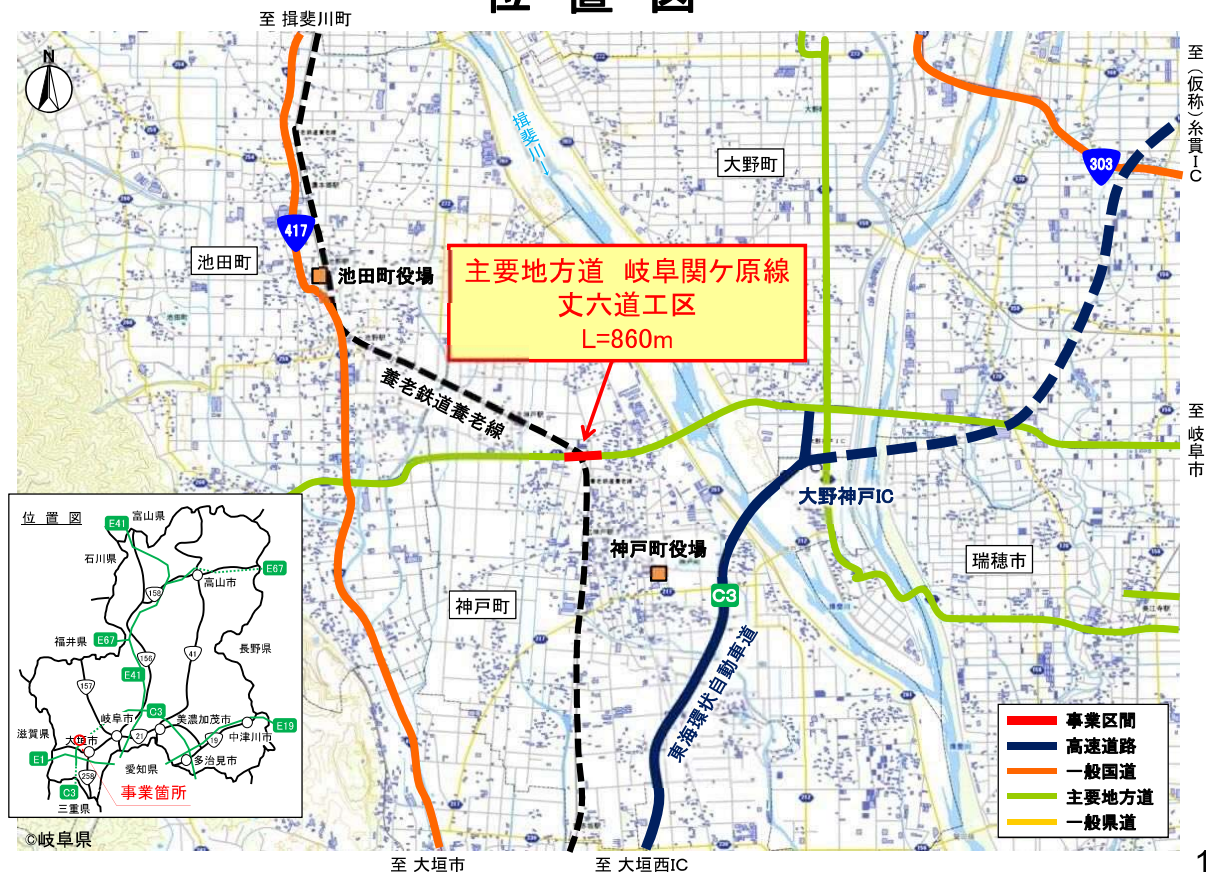 位 置 図
至 揖斐川町
N
至（仮称）糸貫IC
揖斐川→
大野町
303
417
池田町
池田町役場
主要地方道 岐阜関ケ原線
丈六道工区
L=860m
養老鉄道養老線
至 岐阜市
大野神戸IC
神戸町役場
瑞穂市
神戸町
C3
東海環状自動車道
位 置 図
E41
富山県
石川県
E67
高山市
158
福井県
E67
156
41
長野県
E41
157
岐阜市
C3
美濃加茂市
E19
滋賀県
大垣市
21
19
中津川市
E1
258
愛知県
多治見市
C3
事業箇所
三重県
©岐阜県
事業区間
高速道路
一般国道
主要地方道
一般県道
至 大垣市
至 大垣西IC
1